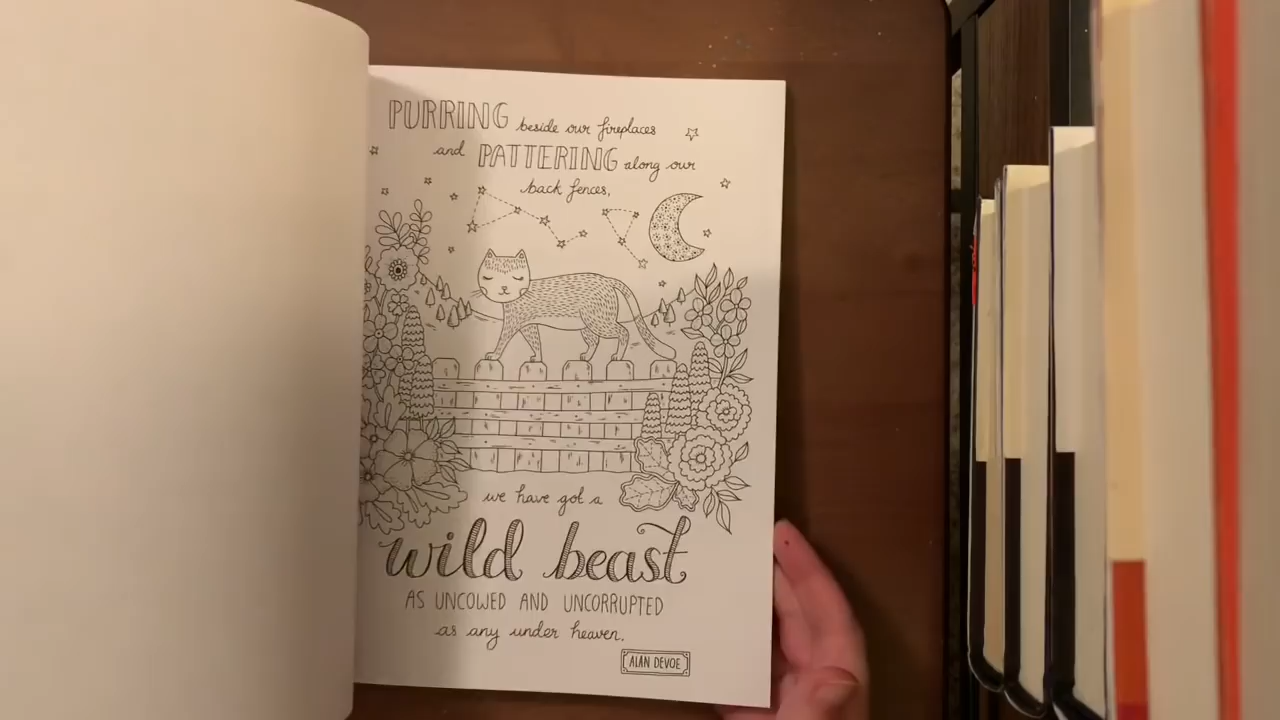 PURRING beside our fireplaces
and PATTERING along our
back fences,
we have got a
wild beast
AS UNCOWED AND UNCORRUPTED
as any under heaven.
ALAN DEVOE